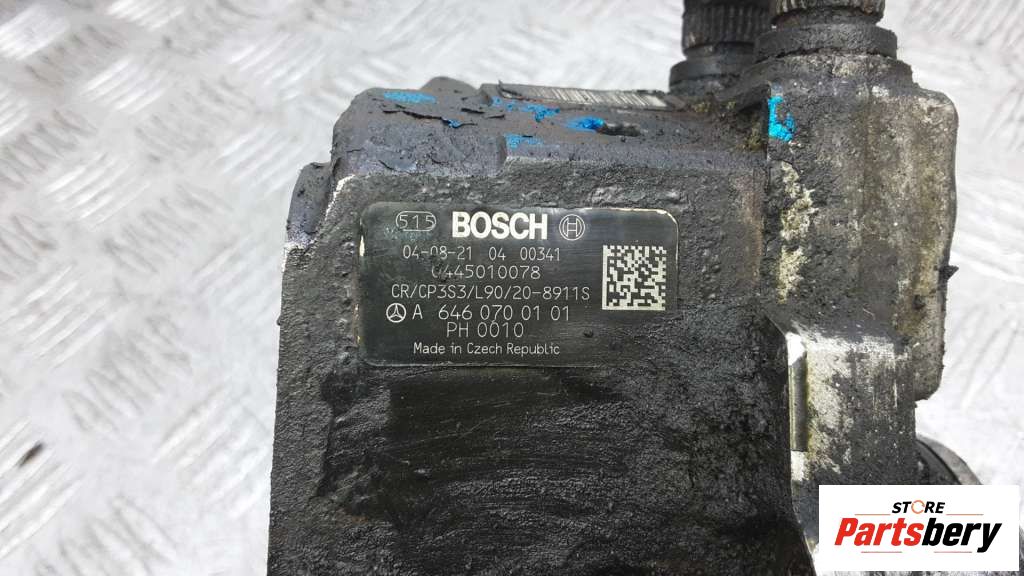 515 BOSCH
04-08-21 04 00341
0445010078
CR/CP3S3/L90/20-8911S
A 646 070 01 01
PH 0010
Made in Czech Republic
STORE
Partsbery